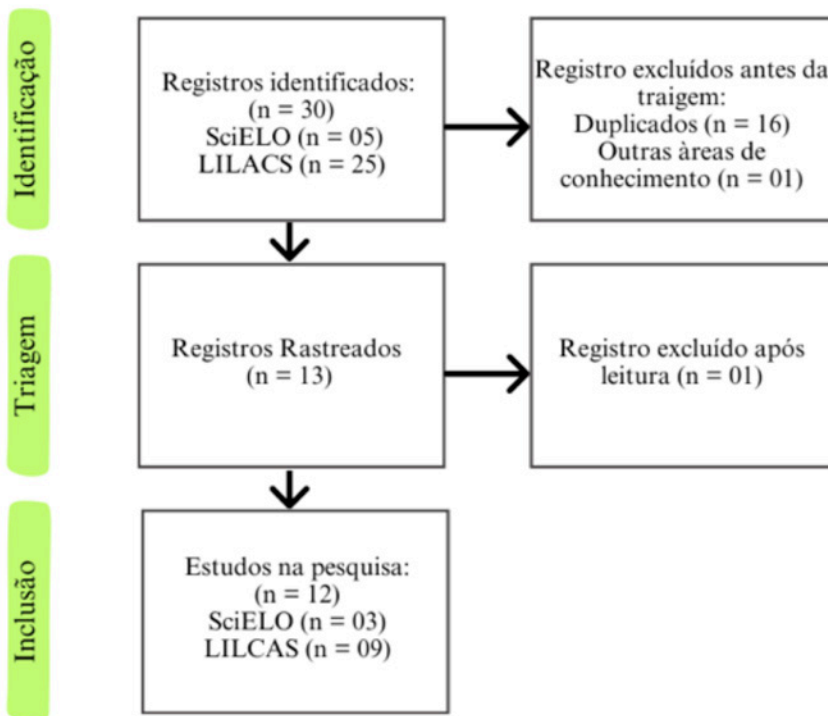 Identificação
Registros identificados:
(n = 30)
SciELO (n = 05)
LILACS (n = 25)
Registro excluídos antes da
traigem:
Duplicados (n = 16)
Outras àreas de
conhecimento (n = 01)
Triagem
Registros Rastreados
(n = 13)
Registro excluído após
leitura (n = 01)
Inclusão
Estudos na pesquisa:
(n = 12)
SciELO (n = 03)
LILCAS (n = 09)